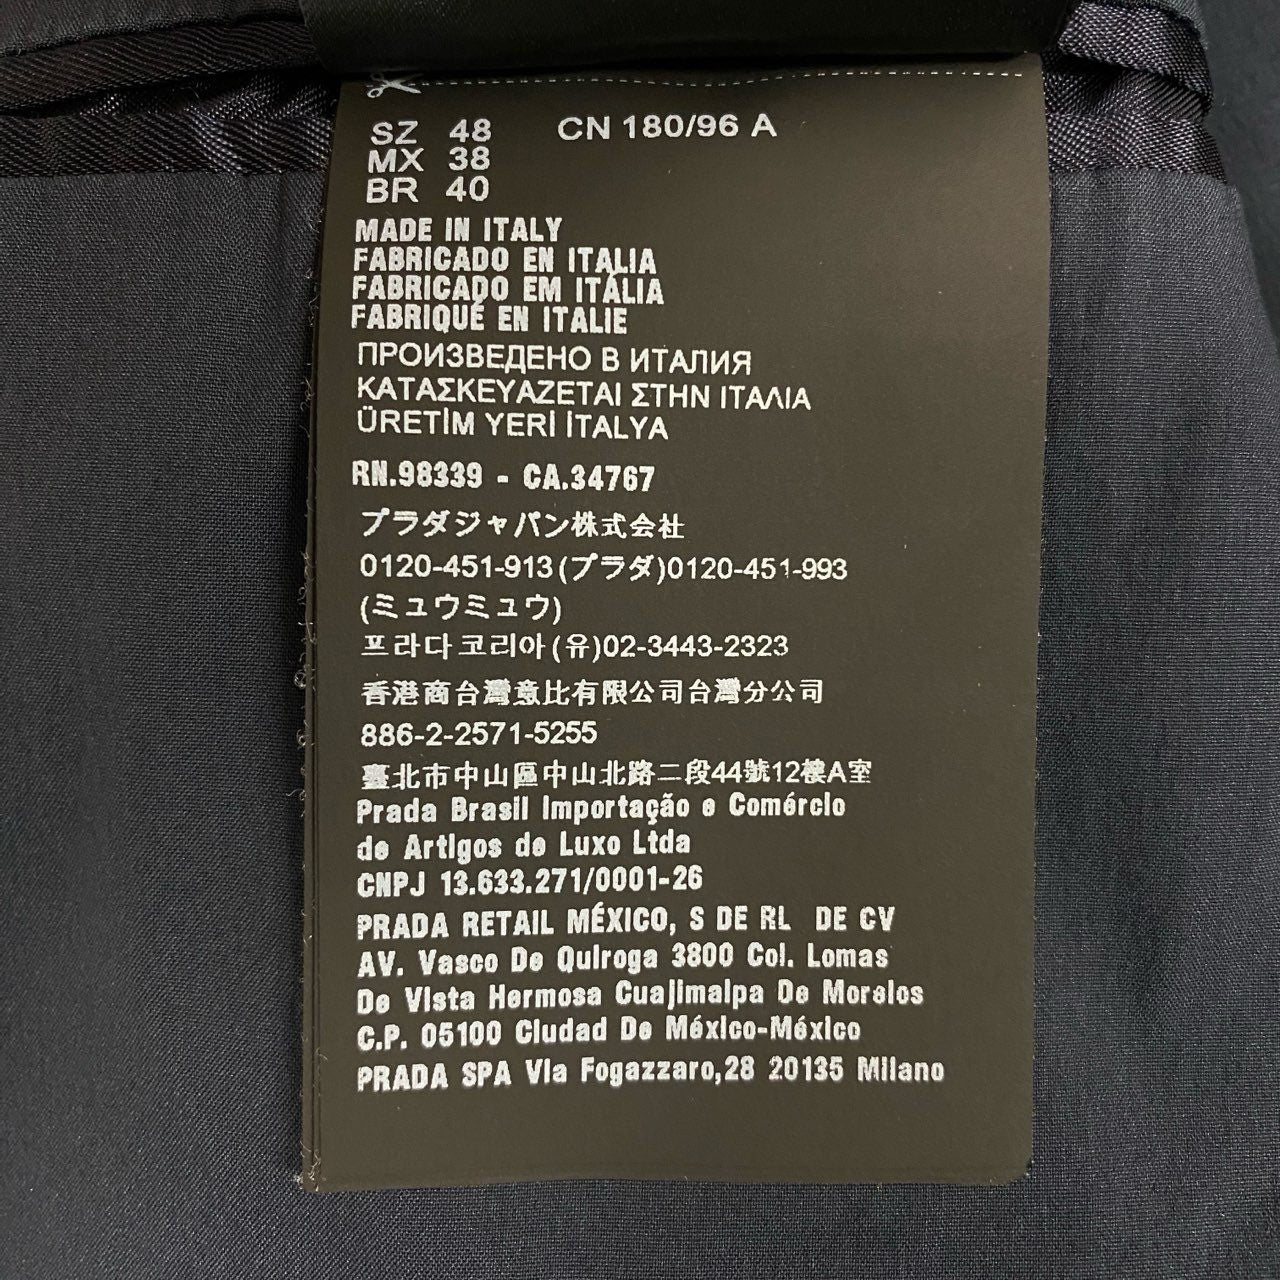 SZ 48 CN 180/96 A
MX 38
BR 40
MADE IN ITALY
FABRICADO EN ITALIA
FABRICADO EM ITÁLIA
FABRIQUÉ EN ITALIE
ПРОИЗВЕДЕНО В ИТАЛИЯ
ΚΑΤΑΣΚΕΥΑΖΕΤΑΙ ΣΤΗΝ ΙΤΑΛΙΑ
ÜRETİM YERİ İTALYA
RN.98339 - CA.34767
プラダジャパン株式会社
0120-451-913(プラダ)0120-451-993
(ミュウミュウ)
프라다코리아(유)02-3443-2323
香港商台灣意比有限公司台灣分公司
886-2-2571-5255
臺北市中山區中山北路二段44號12樓A室
Prada Brasil Importação e Comércio
de Artigos de Luxo Ltda
CNPJ 13.633.271/0001-26
PRADA RETAIL MÉXICO, S DE RL DE CV
AV. Vasco De Quiroga 3800 Col. Lomas
De Vista Hermosa Cuajimalpa De Morelos
C.P. 05100 Ciudad De México-México
PRADA SPA Via Fogazzaro,28 20135 Milano